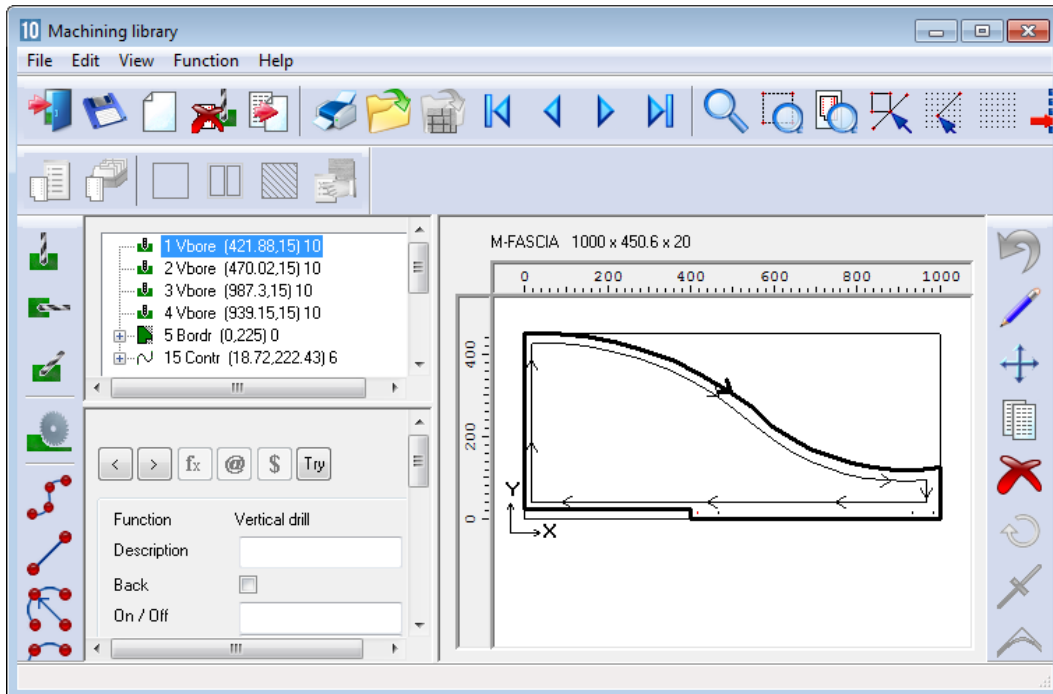 10 Machining library
File Edit View Function Help
1 Vbore (421.88,15) 10
2 Vbore (470.02,15) 10
3 Vbore (987.3,15) 10
4 Vbore (939.15,15) 10
5 Bordr (0,225) 0
15 Contr (18.72,222.43) 6
< > fx @ $ Try
Function Vertical drill
Description
Back
On / Off
M-FASCIA 1000 x 450.6 x 20
0 200 400 600 800 1000
400
200
0
Y
X